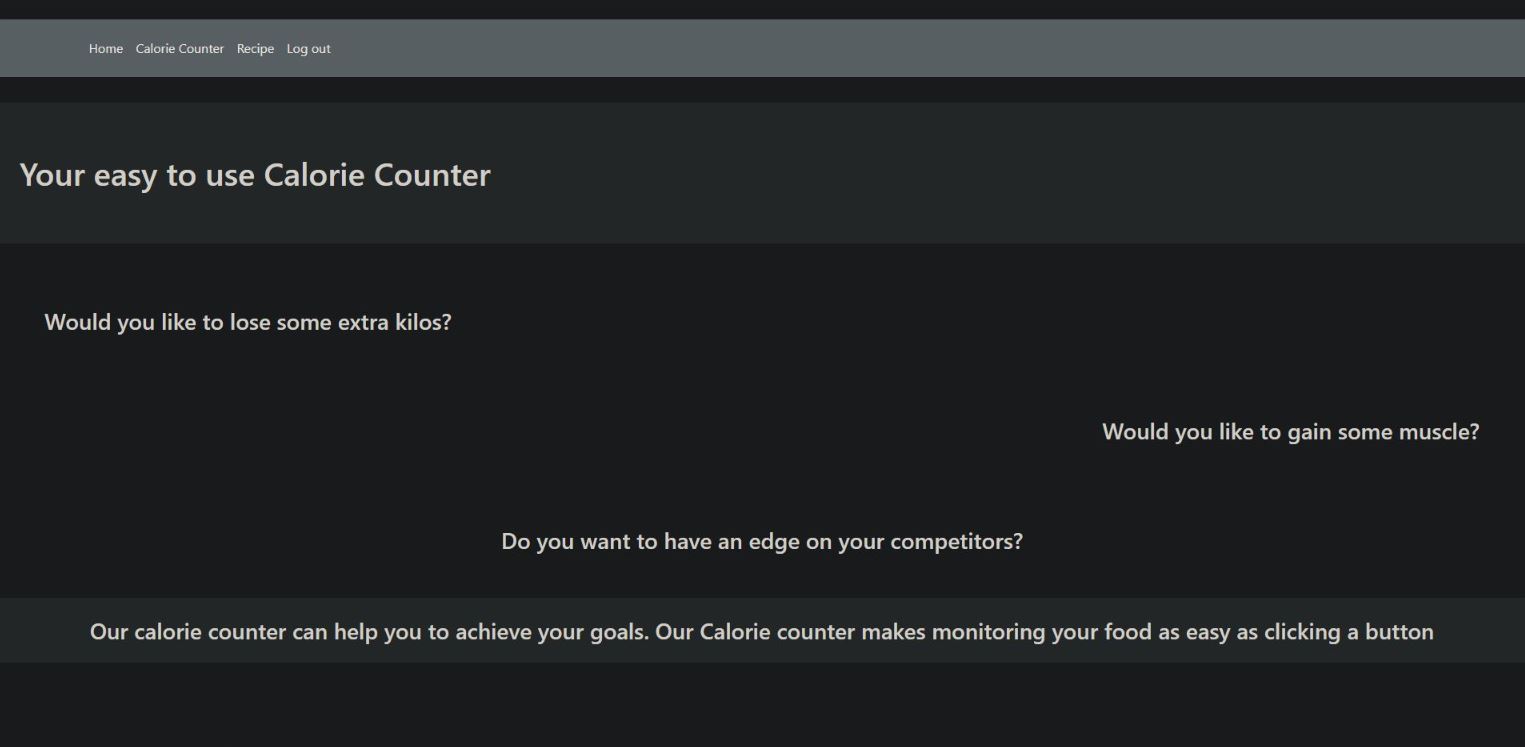 Home Calorie Counter Recipe Log out
Your easy to use Calorie Counter
Would you like to lose some extra kilos?
Would you like to gain some muscle?
Do you want to have an edge on your competitors?
Our calorie counter can help you to achieve your goals. Our Calorie counter makes monitoring your food as easy as clicking a button